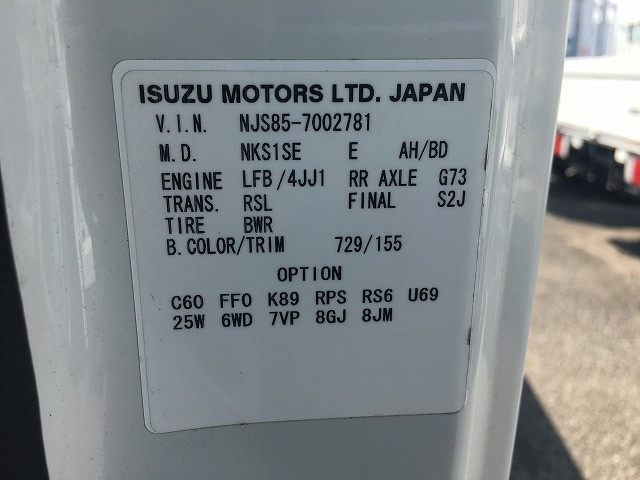 ISUZU MOTORS LTD. JAPAN
V.I.N. NJS85-7002781
M.D. NKS1SE E AH/BD
ENGINE LFB/4JJ1 RR AXLE G73
TRANS. RSL FINAL S2J
TIRE BWR
B.COLOR/TRIM 729/155
OPTION
C60 FF0 K89 RPS RS6 U69
25W 6WD 7VP 8GJ 8JM